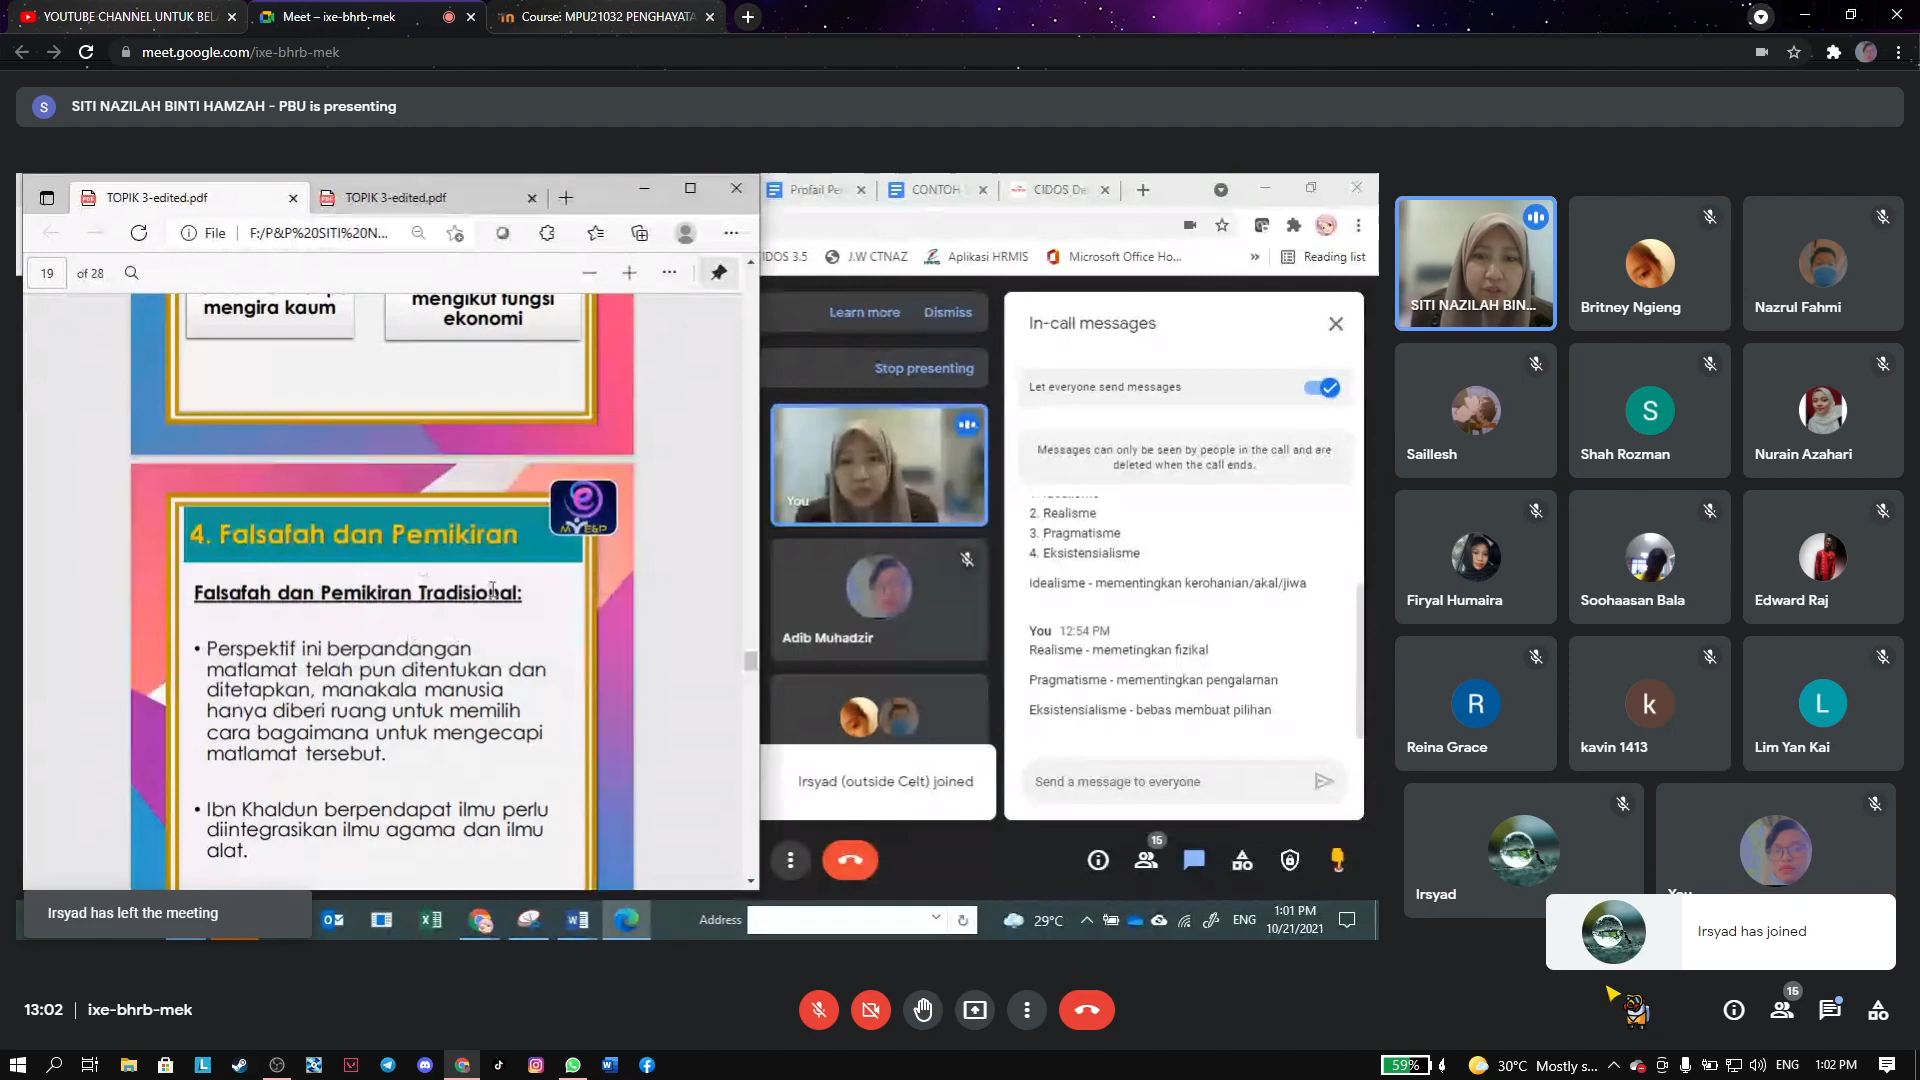 YOUTUBE CHANNEL UNTUK BEL
Meet – ixe-bhrb-mek
Course: MPU21032 PENGHAYATA
meet.google.com/ixe-bhrb-mek
S
SITI NAZILAH BINTI HAMZAH - PBU is presenting
TOPIK 3-edited.pdf
TOPIK 3-edited.pdf
File
F:/P&P%20SITI%20N...
19
of 28
mengira kaum
mengikut fungsi
ekonomi
4. Falsafah dan Pemikiran
MYE&P
Falsafah dan Pemikiran Tradisional:
• Perspektif ini berpandangan
matlamat telah pun ditentukan dan
ditetapkan, manakala manusia
hanya diberi ruang untuk memilih
cara bagaimana untuk mengecapi
matlamat tersebut.
• Ibn Khaldun berpendapat ilmu perlu
diintegrasikan ilmu agama dan ilmu
alat.
Irsyad has left the meeting
Profail Pe
CONTOH
CIDOS De
IDOS 3.5
J.W CTNAZ
Aplikasi HRMIS
Microsoft Office Ho...
»
Reading list
Learn more
Dismiss
Stop presenting
You
Adib Muhadzir
Irsyad (outside Celt) joined
In-call messages
Let everyone send messages
Messages can only be seen by people in the call and are
deleted when the call ends.
2. Realisme
3. Pragmatisme
4. Eksistensialisme
Idealisme - mementingkan kerohanian/akal/jiwa
You 12:54 PM
Realisme - memetingkan fizikal
Pragmatisme - mementingkan pengalaman
Eksistensialisme - bebas membuat pilihan
Send a message to everyone
15
Address
29°C
ENG
1:01 PM
10/21/2021
SITI NAZILAH BIN...
Britney Ngieng
Nazrul Fahmi
Saillesh
S
Shah Rozman
Nurain Azahari
Firyal Humaira
Soohaasan Bala
Edward Raj
R
Reina Grace
k
kavin 1413
L
Lim Yan Kai
Irsyad
You
Irsyad has joined
13:02
ixe-bhrb-mek
15
59%
30°C Mostly s...
ENG
1:02 PM